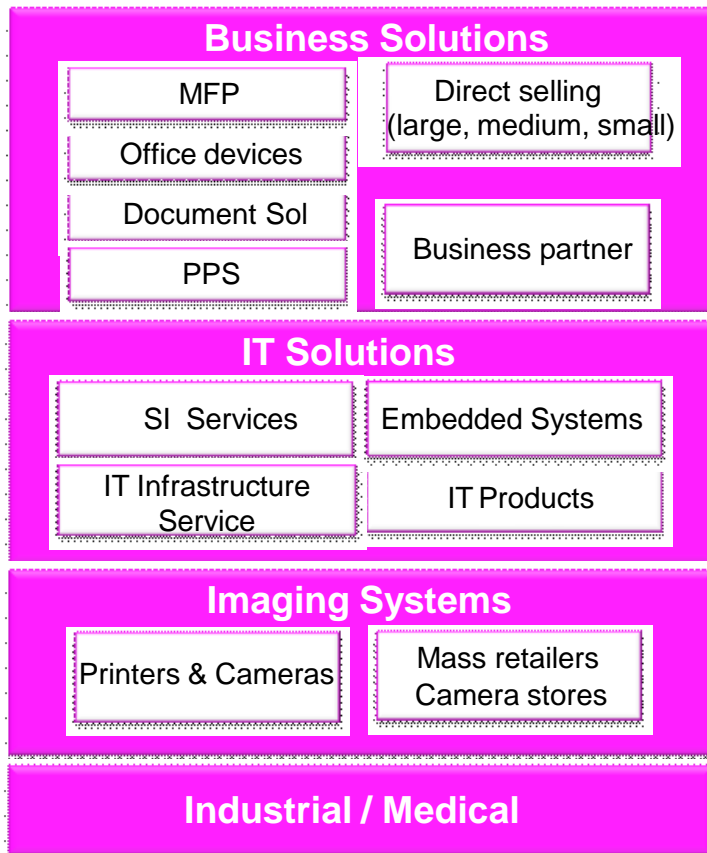 Business Solutions
MFP
Office devices
Document Sol
PPS
Direct selling
(large, medium, small)
Business partner
IT Solutions
SI Services
Embedded Systems
IT Infrastructure
Service
IT Products
Imaging Systems
Printers & Cameras
Mass retailers
Camera stores
Industrial / Medical